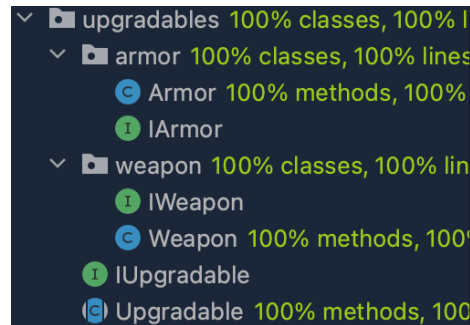 upgradables 100% classes, 100% l
armor 100% classes, 100% lines
C Armor 100% methods, 100%
I IArmor
weapon 100% classes, 100% lin
I IWeapon
C Weapon 100% methods, 100%
I IUpgradable
C Upgradable 100% methods, 100